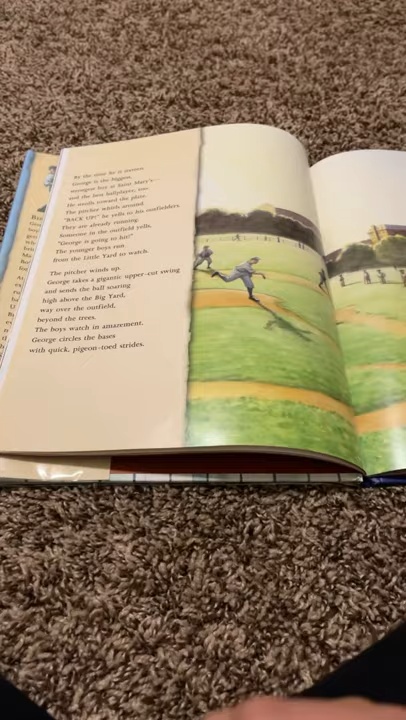 By the time he is sixteen
George is the biggest,
strongest boy at Saint Mary's—
and the best ballplayer, too.
He strolls toward the plate.
The pitcher whirls around.
"BACK UP!" he yells to his outfielders.
They are already running.
Someone in the outfield yells,
"George is going to hit!"
The younger boys run
from the Little Yard to watch.
The pitcher winds up.
George takes a gigantic upper-cut swing
and sends the ball soaring
high above the Big Yard,
way over the outfield,
beyond the trees.
The boys watch in amazement.
George circles the bases
with quick, pigeon-toed strides.